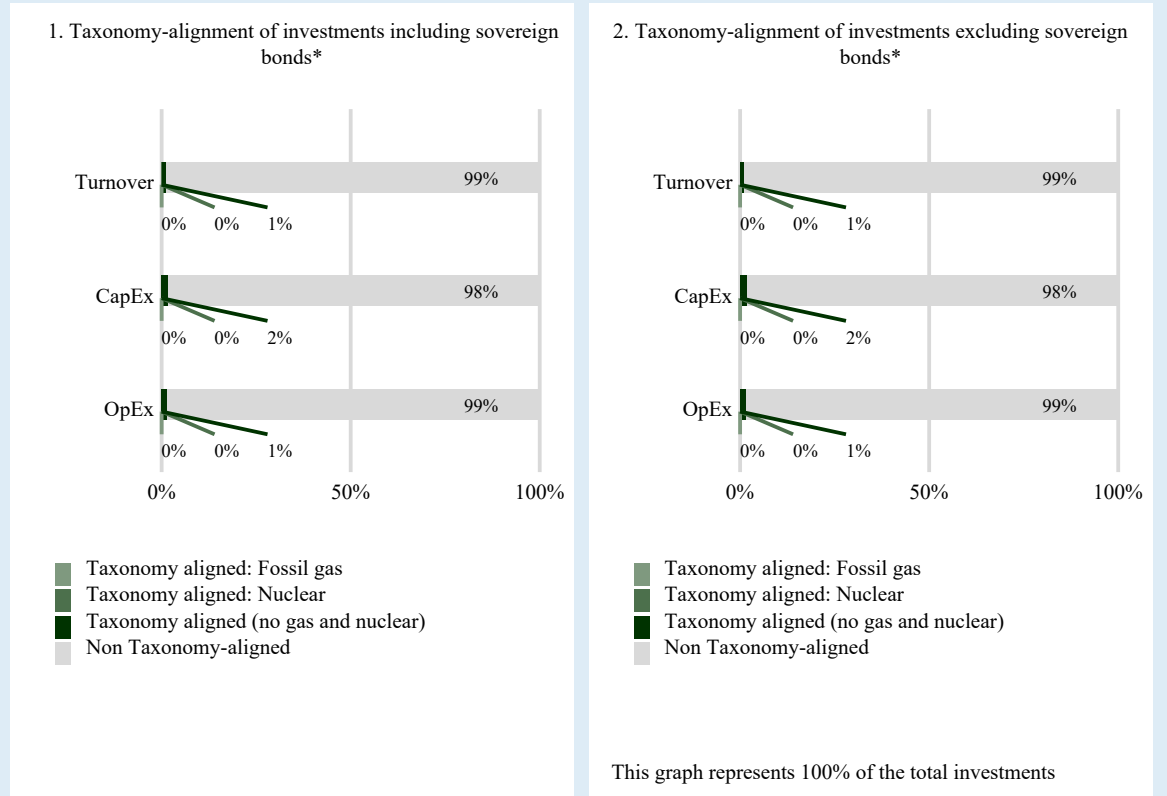 1. Taxonomy-alignment of investments including sovereign
bonds*
Turnover
99%
0% 0% 1%
CapEx
98%
0% 0% 2%
OpEx
99%
0% 0% 1%
0% 50% 100%
Taxonomy aligned: Fossil gas
Taxonomy aligned: Nuclear
Taxonomy aligned (no gas and nuclear)
Non Taxonomy-aligned
2. Taxonomy-alignment of investments excluding sovereign
bonds*
Turnover
99%
0% 0% 1%
CapEx
98%
0% 0% 2%
OpEx
99%
0% 0% 1%
0% 50% 100%
Taxonomy aligned: Fossil gas
Taxonomy aligned: Nuclear
Taxonomy aligned (no gas and nuclear)
Non Taxonomy-aligned
This graph represents 100% of the total investments